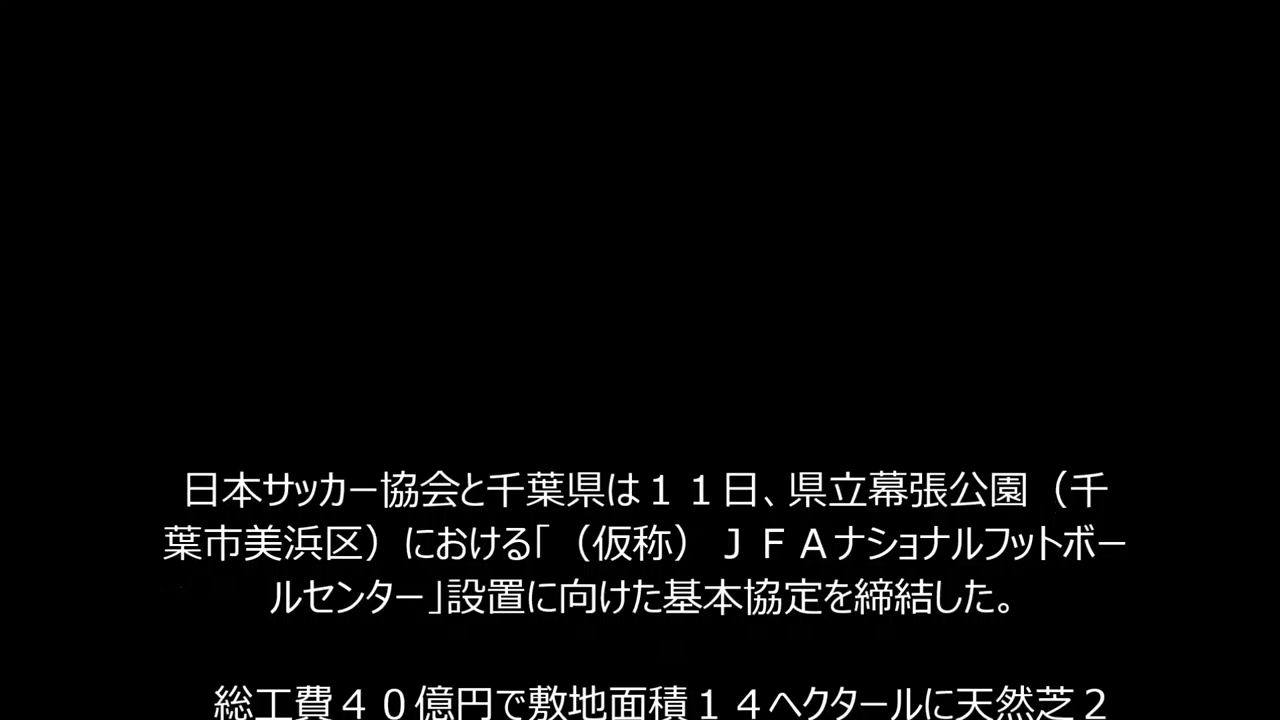 日本サッカー協会と千葉県は１１日、県立幕張公園（千
葉市美浜区）における「（仮称）ＪＦＡナショナルフットボー
ルセンター」設置に向けた基本協定を締結した。
総工費４０億円で敷地面積１４ヘクタールに天然芝２